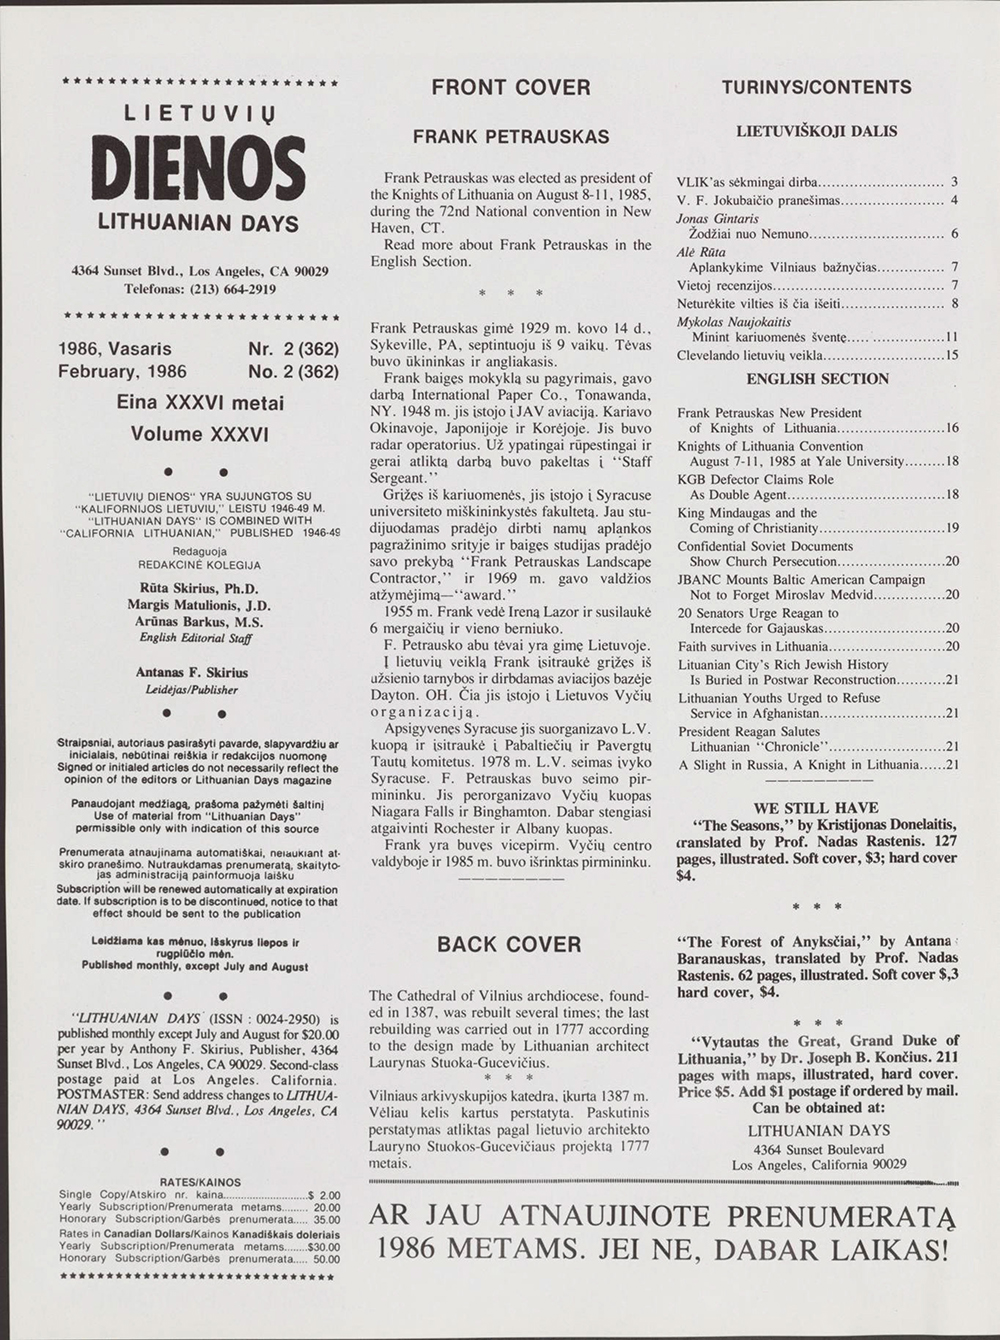 LIETUVIŲ
DIENOS
LITHUANIAN DAYS
4364 Sunset Blvd., Los Angeles, CA 90029
Telefonas: (213) 664-2919
1986, Vasaris Nr. 2 (362)
February, 1986 No. 2 (362)
Eina XXXVI metai
Volume XXXVI
"LIETUVIŲ DIENOS" YRA SUJUNGTOS SU
"KALIFORNIJOS LIETUVIU," LEISTU 1946-49 M.
"LITHUANIAN DAYS" IS COMBINED WITH
"CALIFORNIA LITHUANIAN," PUBLISHED 1946-49
Redaguoja
REDAKCINĖ KOLEGIJA
Rūta Skirius, Ph.D.
Margis Matulionis, J.D.
Arūnas Barkus, M.S.
English Editorial Staff
Antanas F. Skirius
Leidėjas/Publisher
Straipsniai, autoriaus pasirašyti pavarde, slapyvardžiu ar
inicialais, nebūtinai reiškia ir redakcijos nuomonę
Signed or initialed articles do not necessarily reflect the
opinion of the editors or Lithuanian Days magazine
Panaudojant medžiagą, prašoma pažymėti šaltinį
Use of material from "Lithuanian Days"
permissible only with indication of this source
Prenumerata atnaujinama automatiškai, nelaukiant at-
skiro pranešimo. Nutraukdamas prenumeratą, skaityto-
jas administraciją painformuoja laišku
Subscription will be renewed automatically at expiration
date. If subscription is to be discontinued, notice to that
effect should be sent to the publication
Leidžiama kas mėnuo, išskyrus liepos ir
rugpiūčio mėn.
Published monthly, except July and August
"LITHUANIAN DAYS (ISSN : 0024-2950) is
published monthly except July and August for $20.00
per year by Anthony F. Skirius, Publisher, 4364
Sunset Blvd., Los Angeles, CA 90029. Second-class
postage paid at Los Angeles. California.
POSTMASTER: Send address changes to LITHUA-
NIAN DAYS, 4364 Sunset Blvd., Los Angeles, CA
90029."
RATES/KAINOS
Single Copy/Atskiro nr. kaina............................$ 2.00
Yearly Subscription/Prenumerata metams......... 20.00
Honorary Subscription/Garbės prenumerata..... 35.00
Rates in Canadian Dollars/Kainos Kanadiškais doleriais
Yearly Subscription/Prenumerata metams........$30.00
Honorary Subscription/Garbės prenumerata..... 50.00
FRONT COVER
FRANK PETRAUSKAS
Frank Petrauskas was elected as president of
the Knights of Lithuania on August 8-11, 1985,
during the 72nd National convention in New
Haven, CT.
Read more about Frank Petrauskas in the
English Section.
* * *
Frank Petrauskas gimė 1929 m. kovo 14 d.,
Sykeville, PA, septintuoju iš 9 vaikų. Tėvas
buvo ūkininkas ir angliakasis.
Frank baigęs mokyklą su pagyrimais, gavo
darbą International Paper Co., Tonawanda,
NY. 1948 m. jis įstojo į JAV aviaciją. Kariavo
Okinavoje, Japonijoje ir Korėjoje. Jis buvo
radar operatorius. Už ypatingai rūpestingai ir
gerai atliktą darbą buvo pakeltas į "Staff
Sergeant."
Grįžęs iš kariuomenės, jis įstojo į Syracuse
universiteto miškininkystės fakultetą. Jau stu-
dijuodamas pradėjo dirbti namų aplankos
pagražinimo srityje ir baigęs studijas pradėjo
savo prekybą "Frank Petrauskas Landscape
Contractor," ir 1969 m. gavo valdžios
atžymėjimą—"award."
1955 m. Frank vedė Ireną Lazor ir susilaukė
6 mergaičių ir vieno berniuko.
F. Petrausko abu tėvai yra gimę Lietuvoje.
Į lietuvių veiklą Frank įsitraukė grįžęs iš
užsienio tarnybos ir dirbdamas aviacijos bazėje
Dayton. OH. Čia jis įstojo į Lietuvos Vyčių
organizaciją.
Apsigyvenęs Syracuse jis suorganizavo L.V.
kuopą ir įsitraukė į Pabaltiečių ir Pavergtų
Tautų komitetus. 1978 m. L.V. seimas įvyko
Syracuse. F. Petrauskas buvo seimo pir-
mininku. Jis perorganizavo Vyčių kuopas
Niagara Falls ir Binghamton. Dabar stengiasi
atgaivinti Rochester ir Albany kuopas.
Frank yra buvęs vicepirm. Vyčių centro
valdyboje ir 1985 m. buvo išrinktas pirmininku.
BACK COVER
The Cathedral of Vilnius archdiocese, found-
ed in 1387, was rebuilt several times; the last
rebuilding was carried out in 1777 according
to the design made by Lithuanian architect
Laurynas Stuoka-Gucevičius.
* * *
Vilniaus arkivyskupijos katedra, įkurta 1387 m.
Vėliau kelis kartus perstatyta. Paskutinis
perstatymas atliktas pagal lietuvio architekto
Lauryno Stuokos-Gucevičiaus projektą 1777
metais.
TURINYS/CONTENTS
LIETUVIŠKOJI DALIS
VLIK'as sėkmingai dirba............................ 3
V. F. Jokubaičio pranešimas....................... 4
Jonas Gintaris
Žodžiai nuo Nemuno.............................. 6
Alė Rūta
Aplankykime Vilniaus bažnyčias............... 7
Vietoj recenzijos...................................... 7
Neturėkite vilties iš čia išeiti....................... 8
Mykolas Naujokaitis
Minint kariuomenės šventę.....................11
Clevelando lietuvių veikla...........................15
ENGLISH SECTION
Frank Petrauskas New President
of Knights of Lithuania........................16
Knights of Lithuania Convention
August 7-11, 1985 at Yale University.........18
KGB Defector Claims Role
As Double Agent...................................18
King Mindaugas and the
Coming of Christianity............................19
Confidential Soviet Documents
Show Church Persecution........................20
JBANC Mounts Baltic American Campaign
Not to Forget Miroslav Medvid................20
20 Senators Urge Reagan to
Intercede for Gajauskas...........................20
Faith survives in Lithuania..........................20
Lituanian City's Rich Jewish History
Is Buried in Postwar Reconstruction...........21
Lithuanian Youths Urged to Refuse
Service in Afghanistan............................21
President Reagan Salutes
Lithuanian "Chronicle"..........................21
A Slight in Russia, A Knight in Lithuania......21
WE STILL HAVE
"The Seasons," by Kristijonas Donelaitis,
translated by Prof. Nadas Rastenis. 127
pages, illustrated. Soft cover, $3; hard cover
$4.
* * *
"The Forest of Anyksčiai," by Antana
Baranauskas, translated by Prof. Nadas
Rastenis. 62 pages, illustrated. Soft cover $,3
hard cover, $4.
* * *
"Vytautas the Great, Grand Duke of
Lithuania," by Dr. Joseph B. Končius. 211
pages with maps, illustrated, hard cover.
Price $5. Add $1 postage if ordered by mail.
Can be obtained at:
LITHUANIAN DAYS
4364 Sunset Boulevard
Los Angeles, California 90029
AR JAU ATNAUJINOTE PRENUMERATĄ
1986 METAMS. JEI NE, DABAR LAIKAS!